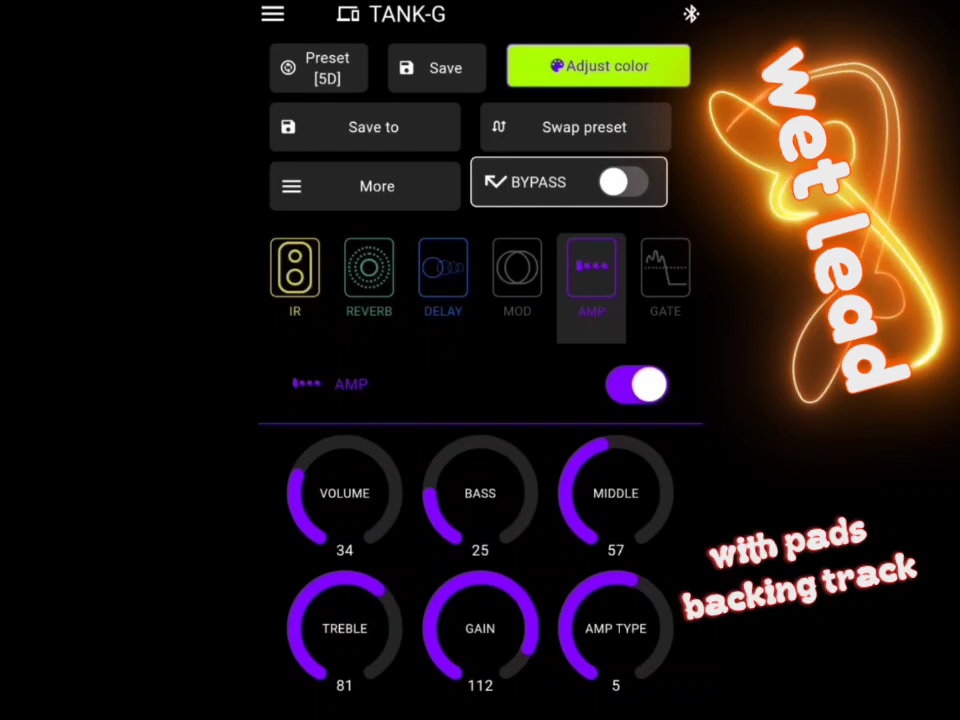 TANK-G
Preset
[5D]
Save
Adjust color
Save to
Swap preset
More
BYPASS
IR
REVERB
DELAY
MOD
AMP
GATE
AMP
VOLUME
34
BASS
25
MIDDLE
57
TREBLE
81
GAIN
112
AMP TYPE
5
wet lead
with pads
backing track